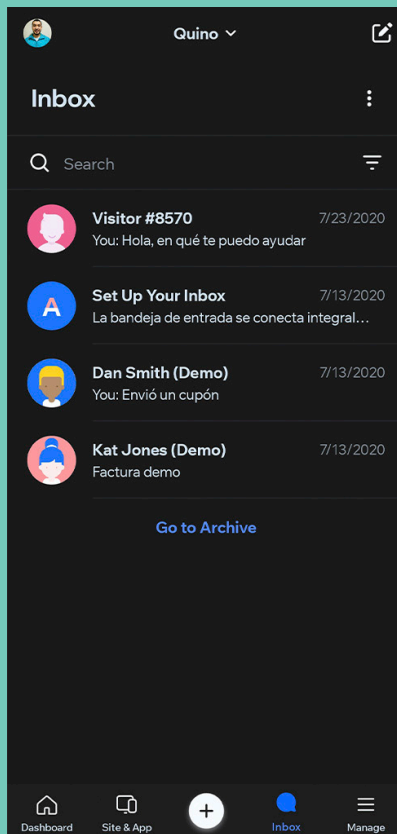 Quino
Inbox
Search
Visitor #8570 7/23/2020
You: Hola, en qué te puedo ayudar
A
Set Up Your Inbox 7/13/2020
La bandeja de entrada se conecta integral...
Dan Smith (Demo) 7/13/2020
You: Envió un cupón
Kat Jones (Demo) 7/13/2020
Factura demo
Go to Archive
Dashboard Site & App Inbox Manage